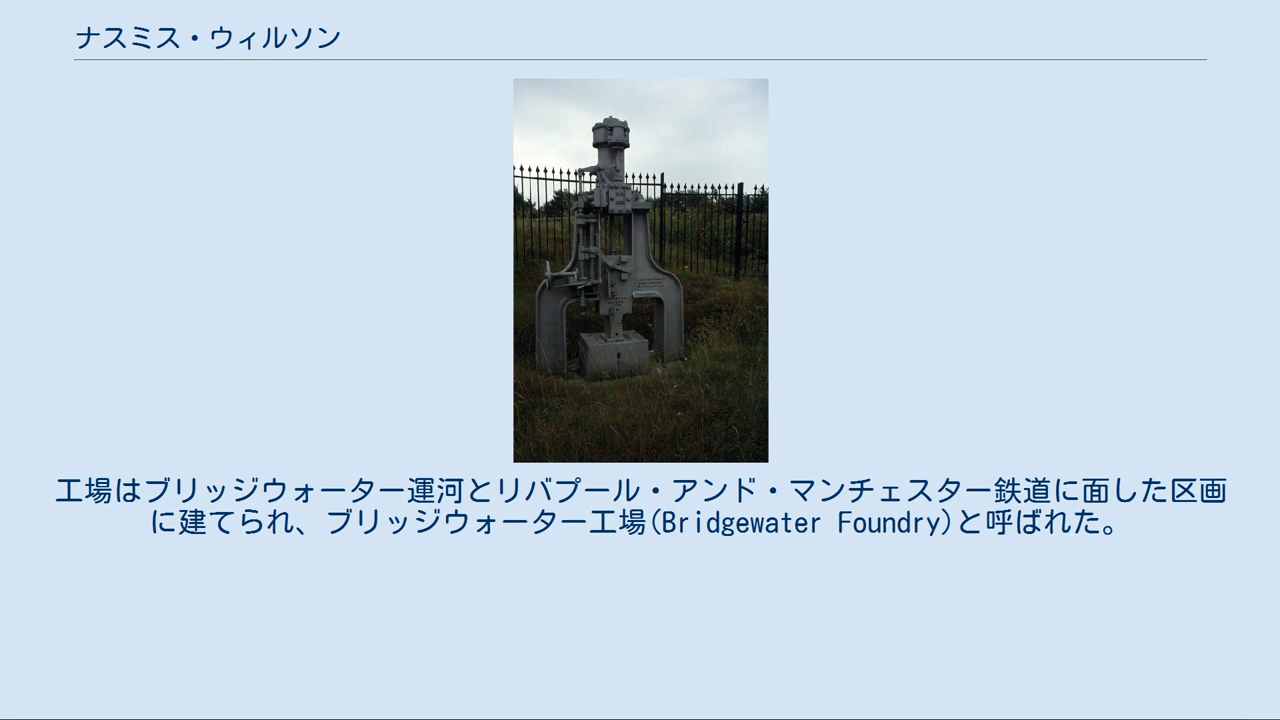 ナスミス・ウィルソン
工場はブリッジウォーター運河とリバプール・アンド・マンチェスター鉄道に面した区画
に建てられ、ブリッジウォーター工場(Bridgewater Foundry)と呼ばれた。